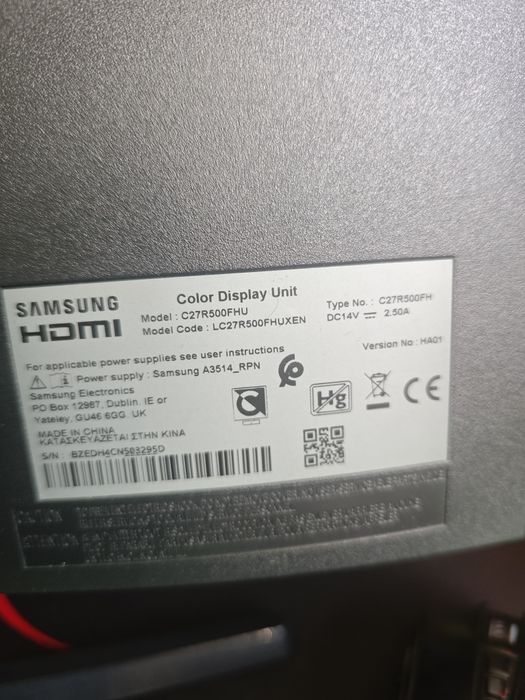 SAMSUNG
HDMI
Color Display Unit
Model : C27R500FHU
Model Code : LC27R500FHUXEN
Type No. : C27R500FH
DC14V ⎓ 2.50A
Version No : HA01
For applicable power supplies see user instructions
Power supply : Samsung A3514_RPN
Samsung Electronics
PO Box 12987, Dublin. IE or
Yateley, GU46 6GG. UK
Hg
CE
MADE IN CHINA
ΚΑΤΑΣΚΕΥΑΖΕΤΑΙ ΣΤΗΝ ΚΙΝΑ
S/N : BZEDH4CN503295D